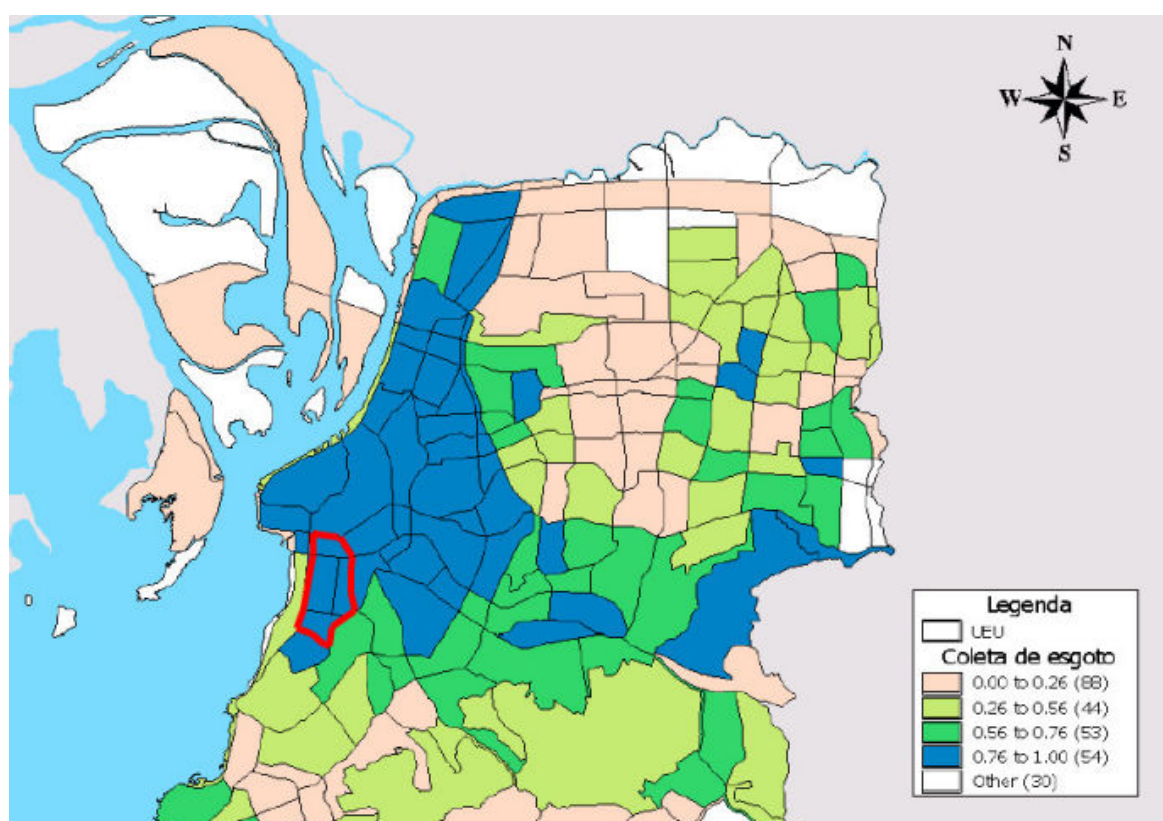 N
W E
S
Legenda
UEU
Coleta de esgoto
0.00 to 0.26 (88)
0.26 to 0.56 (44)
0.56 to 0.76 (53)
0.76 to 1.00 (54)
Other (30)